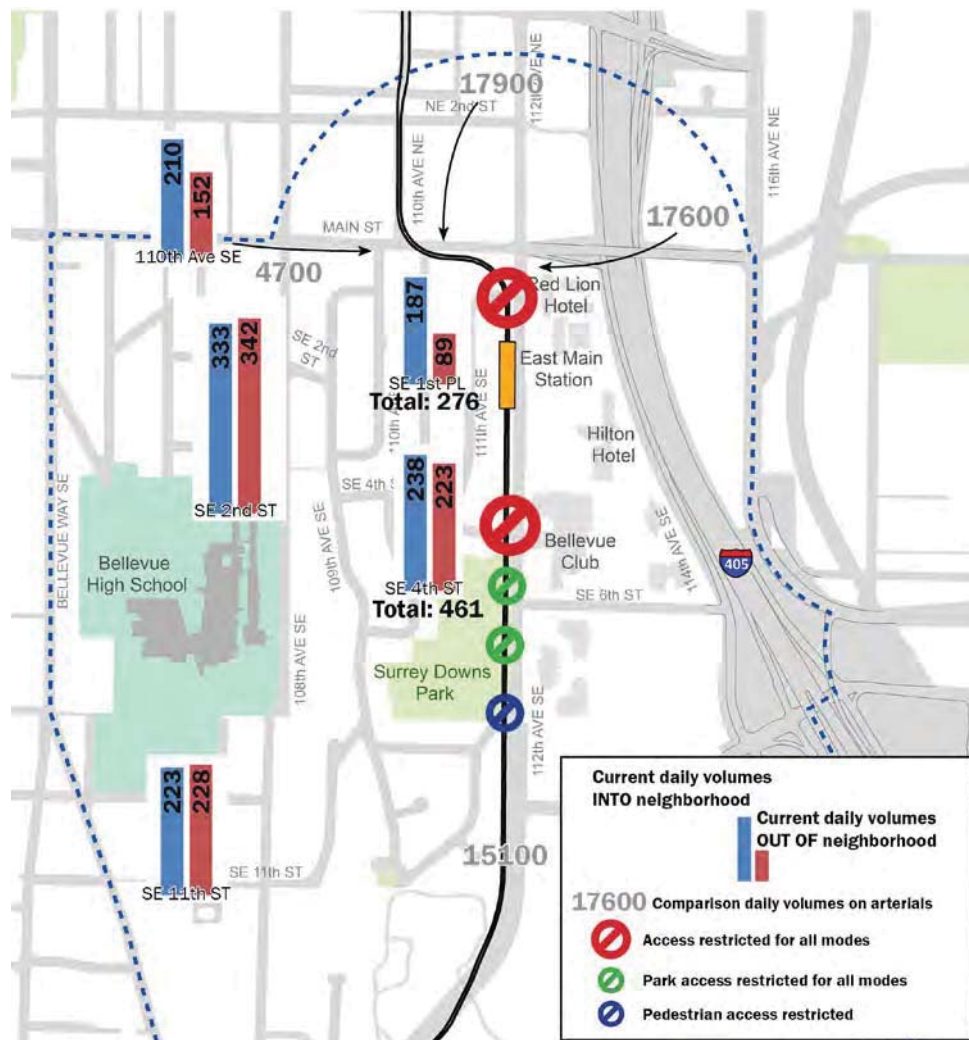 17900
NE 2nd ST
112th AVE NE
110th AVE NE
116th AVE NE
210
152
110th Ave SE
MAIN ST
4700
17600
Red Lion
Hotel
187
89
SE 1st PL
Total: 276
East Main
Station
333
342
SE 2nd ST
SE 2nd
ST
111th AVE SE
Hilton
Hotel
SE 4th S
238
223
SE 4th ST
Total: 461
Bellevue
Club
114th AVE SE
405
BELLEVUE WAY SE
Bellevue
High School
109th AVE SE
108th AVE SE
SE 6th ST
Surrey Downs
Park
112th AVE SE
223
228
SE 11th ST
SE 11th ST
15100
Current daily volumes
INTO neighborhood
Current daily volumes
OUT OF neighborhood
17600 Comparison daily volumes on arterials
Access restricted for all modes
Park access restricted for all modes
Pedestrian access restricted